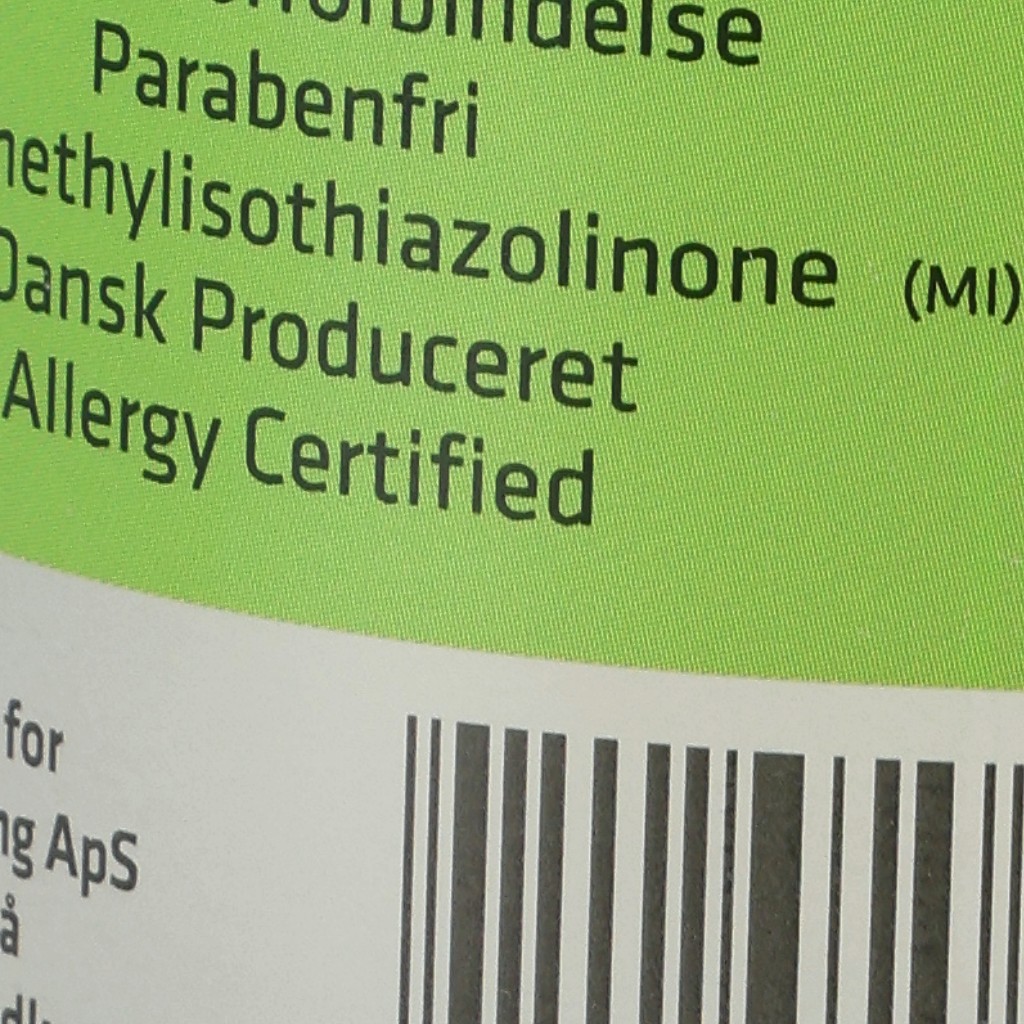 Parabenfri
methylisothiazolinone (MI)
Dansk Produceret
Allergy Certified
for
ApS